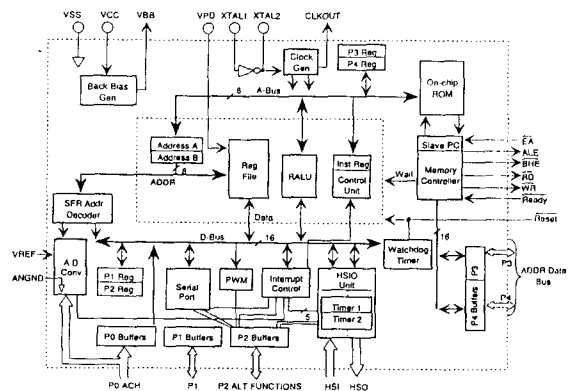 VSS VCC VBB VPD XTAL1 XTAL2 CLKOUT
Back Bias
Gen
Clock
Gen
P3 Reg
P4 Reg
8 A-Bus
On-chip
ROM
Address A
Address B
8
ADDR
Reg
File
RALU
Inst Reg
Control
Unit
Wait
Slave PC
Memory
Controller
EA
ALE
BHE
RD
WR
Ready
SFR Addr
Decoder
Data
Reset
D-Bus 16
Watchdog
Timer
16
VREF
ANGND
A D
Conv
P1 Reg
P2 Reg
Serial
Port
PWM
Interrupt
Control
HSIO
Unit
Timer 1
Timer 2
5
P4 Buffers P3
P3
P4
ADDR Data
Bus
P0 Buffers
P1 Buffers
P2 Buffers
P0 ACH P1 P2 ALT FUNCTIONS HSI HSO